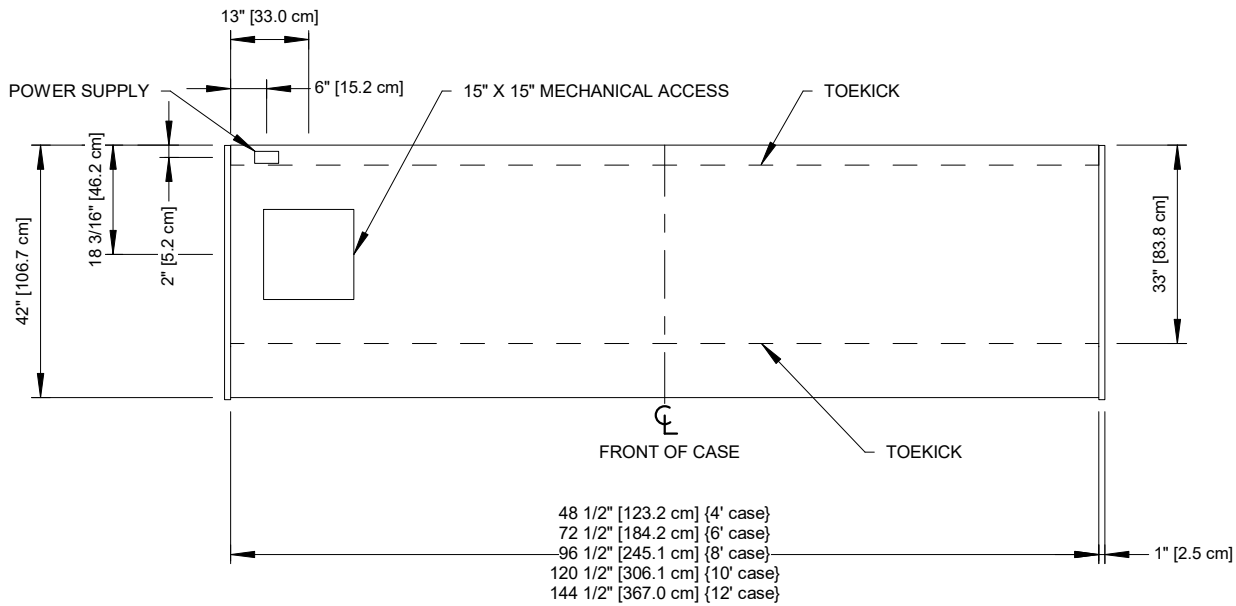 13" [33.0 cm]
6" [15.2 cm]
POWER SUPPLY
15" X 15" MECHANICAL ACCESS
TOEKICK
42" [106.7 cm]
18 3/16" [46.2 cm]
2" [5.2 cm]
33" [83.8 cm]
CL
FRONT OF CASE
TOEKICK
48 1/2" [123.2 cm] {4' case}
72 1/2" [184.2 cm] {6' case}
96 1/2" [245.1 cm] {8' case}
120 1/2" [306.1 cm] {10' case}
144 1/2" [367.0 cm] {12' case}
1" [2.5 cm]